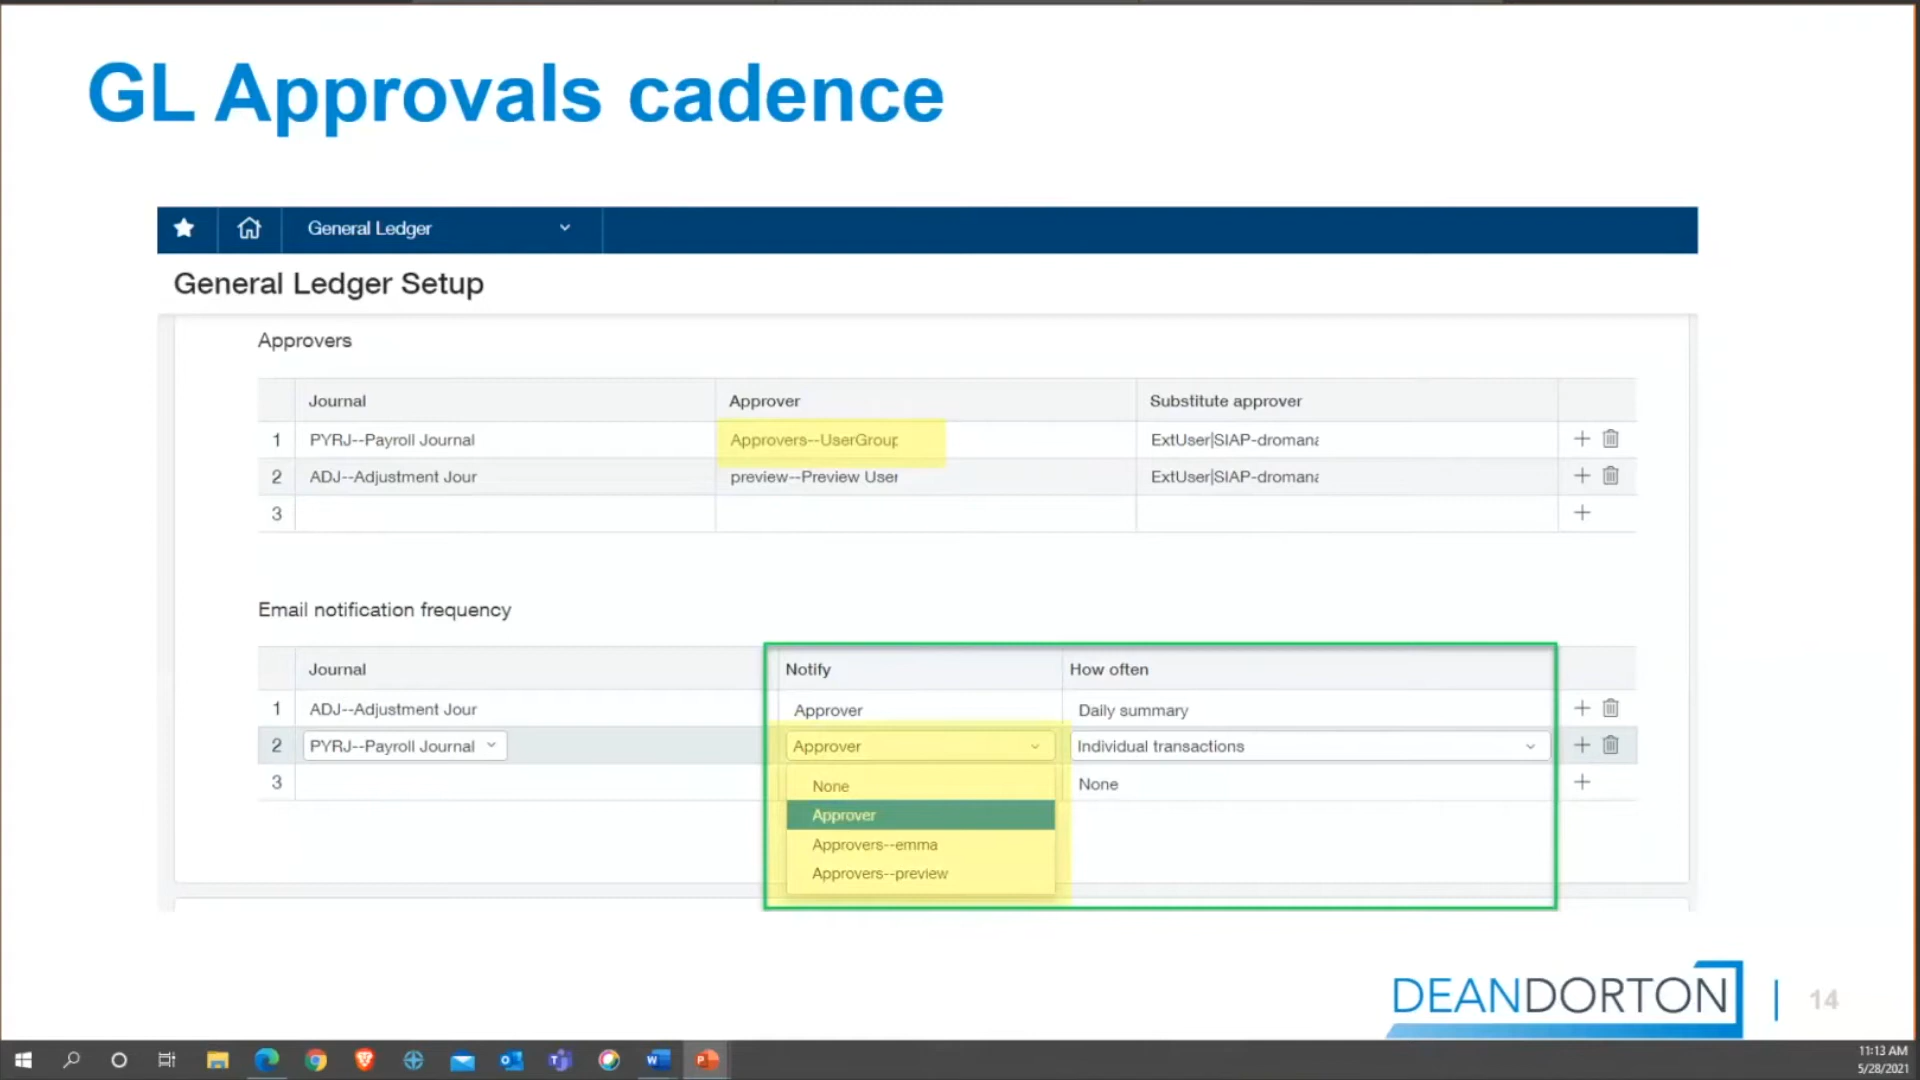 GL Approvals cadence
General Ledger
General Ledger Setup
Approvers
Journal Approver Substitute approver
1 PYRJ--Payroll Journal Approvers--UserGroup ExtUser|SIAP-dromana
2 ADJ--Adjustment Jour preview--Preview User ExtUser|SIAP-dromana
3
Email notification frequency
Journal Notify How often
1 ADJ--Adjustment Jour Approver Daily summary
2 PYRJ--Payroll Journal Approver Individual transactions
3 None
None
Approver
Approvers--emma
Approvers--preview
DEANDORTON 14
11:13 AM
5/28/2021